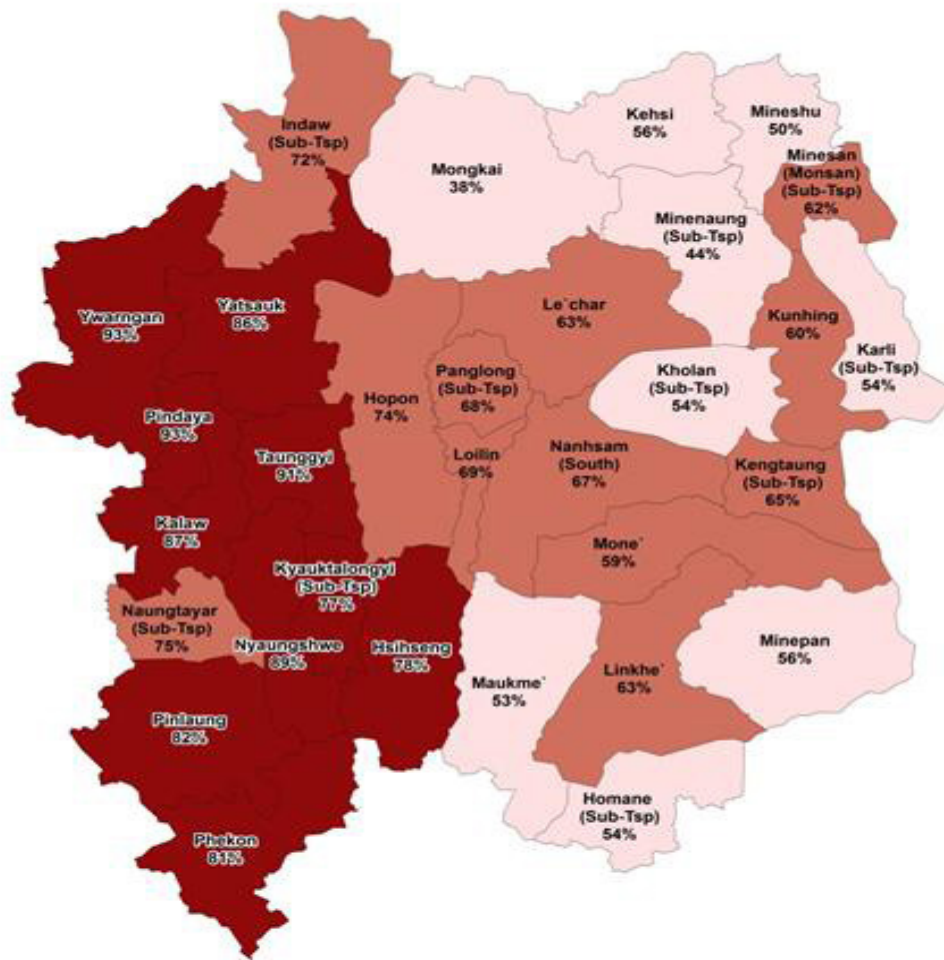 Indaw
(Sub-Tsp)
72%
Mongkai
38%
Kehsi
56%
Mineshu
50%
Minesan
(Monsan)
(Sub-Tsp)
62%
Minenaung
(Sub-Tsp)
44%
Ywarngan
93%
Yatsauk
86%
Le`char
63%
Kunhing
60%
Karli
(Sub-Tsp)
54%
Panglong
(Sub-Tsp)
68%
Kholan
(Sub-Tsp)
54%
Hopon
74%
Pindaya
93%
Taunggyi
91%
Loilin
69%
Nanhsam
(South)
67%
Kengtaung
(Sub-Tsp)
65%
Kalaw
87%
Mone`
59%
Kyauktalongyi
(Sub-Tsp)
77%
Naungtayar
(Sub-Tsp)
75%
Nyaungshwe
89%
Hsihseng
78%
Minepan
56%
Linkhe`
63%
Maukme`
53%
Pinlaung
82%
Homane
(Sub-Tsp)
54%
Phekon
81%